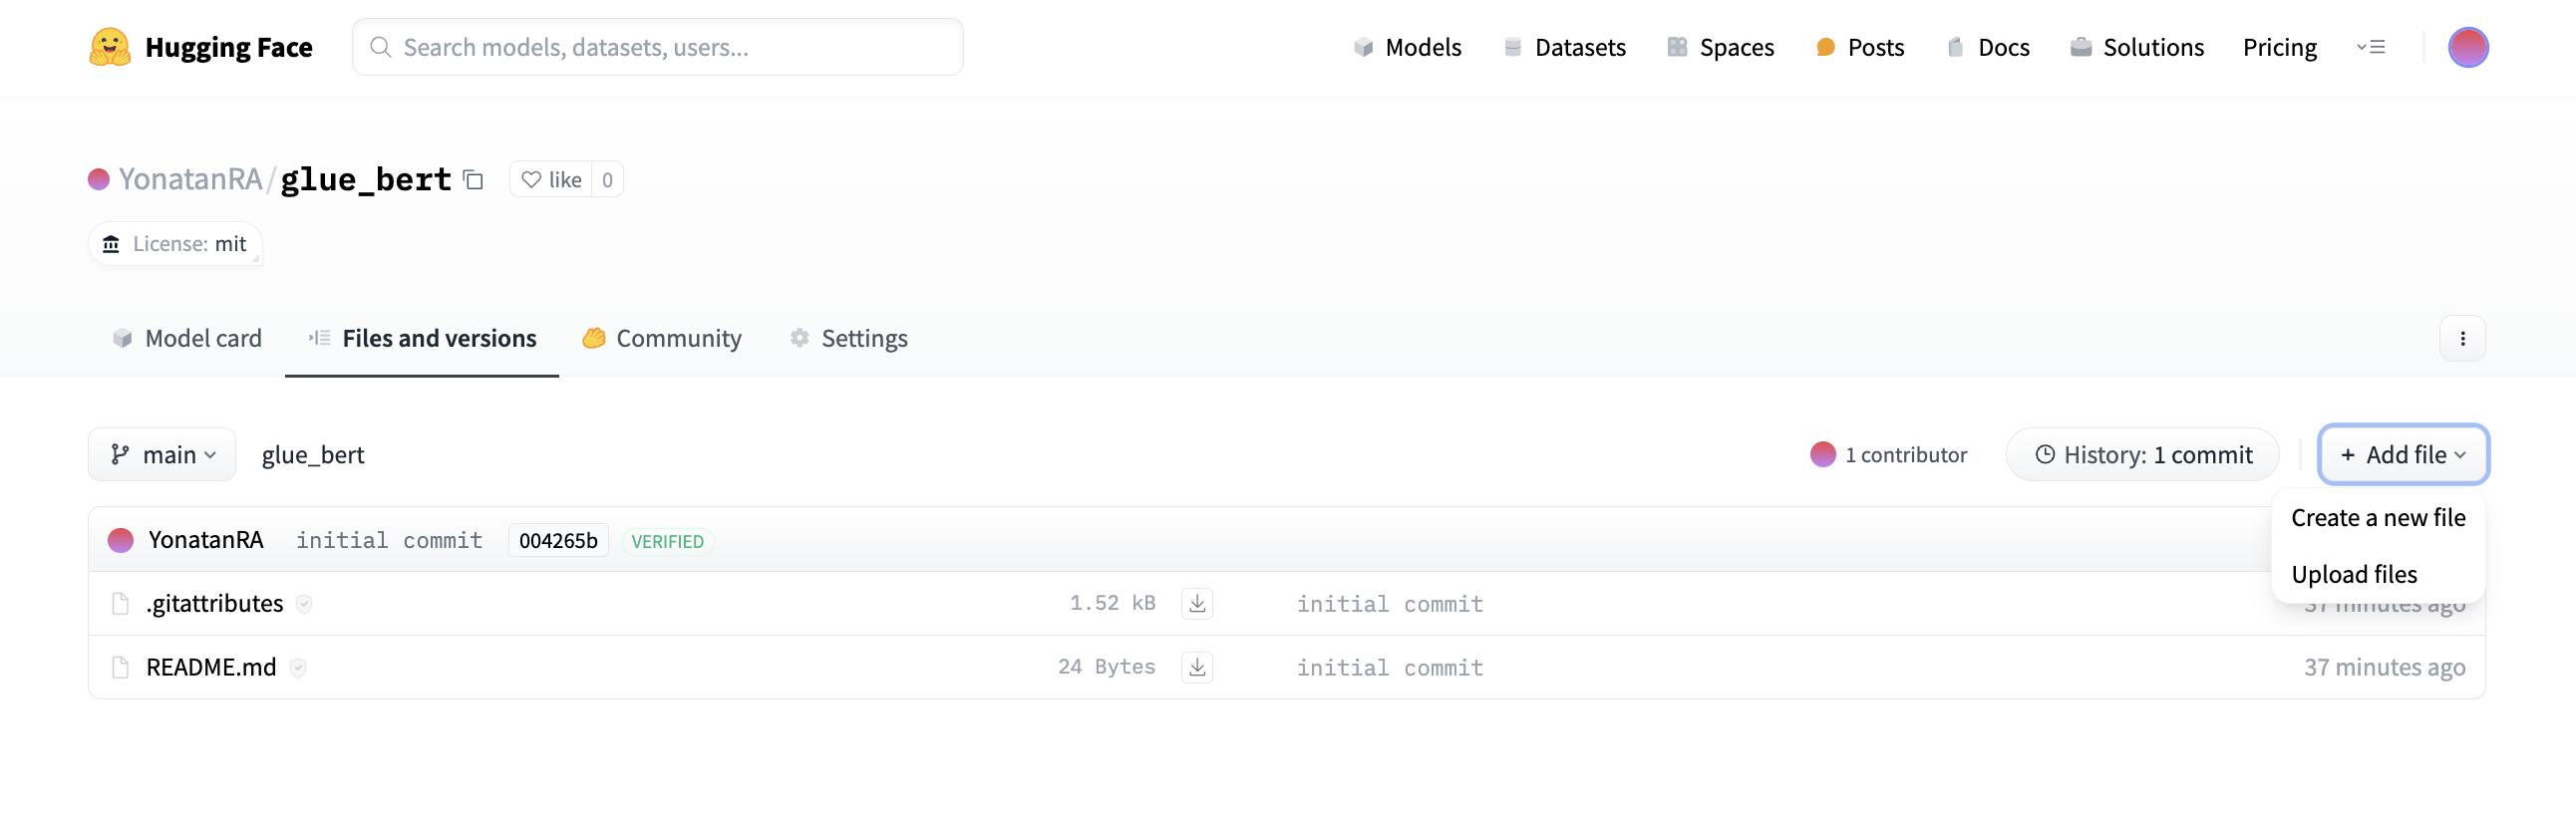 Hugging Face Search models, datasets, users... Models Datasets Spaces Posts Docs Solutions Pricing
YonatanRA/glue_bert like 0
License: mit
Model card Files and versions Community Settings
main glue_bert 1 contributor History: 1 commit + Add file
Create a new file
Upload files
YonatanRA initial commit 004265b VERIFIED
.gitattributes 1.52 kB initial commit 37 minutes ago
README.md 24 Bytes initial commit 37 minutes ago